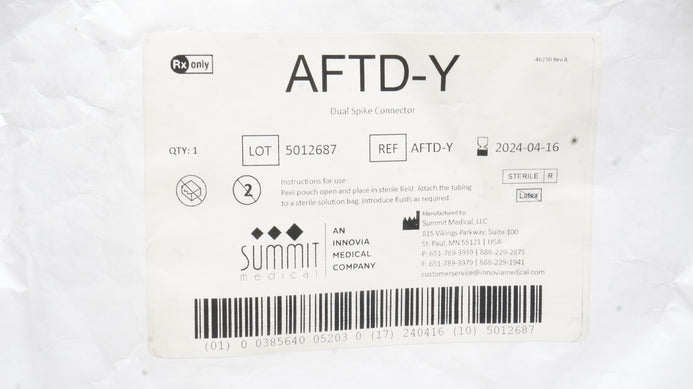 Rx only
AFTD-Y
46250 Rev A
Dual Spike Connector
QTY: 1
LOT 5012687
REF AFTD-Y
2024-04-16
2
Instructions for use:
Peel pouch open and place in sterile field. Attach the tubing
to a sterile solution bag. Introduce fluids as required.
STERILE R
Latex
SUMMIT
medical
AN
INNOVIA
MEDICAL
COMPANY
Manufactured by
Summit Medical, LLC
815 Vikings Parkway, Suite 100
St. Paul, MN 55121 | USA
P: 651-789-3939 | 888-229-2875
F: 651-789-3979 | 888-229-1941
customerservice@innoviamedical.com
(01) 0 0385640 05203 0 (17) 240416 (10) 5012687